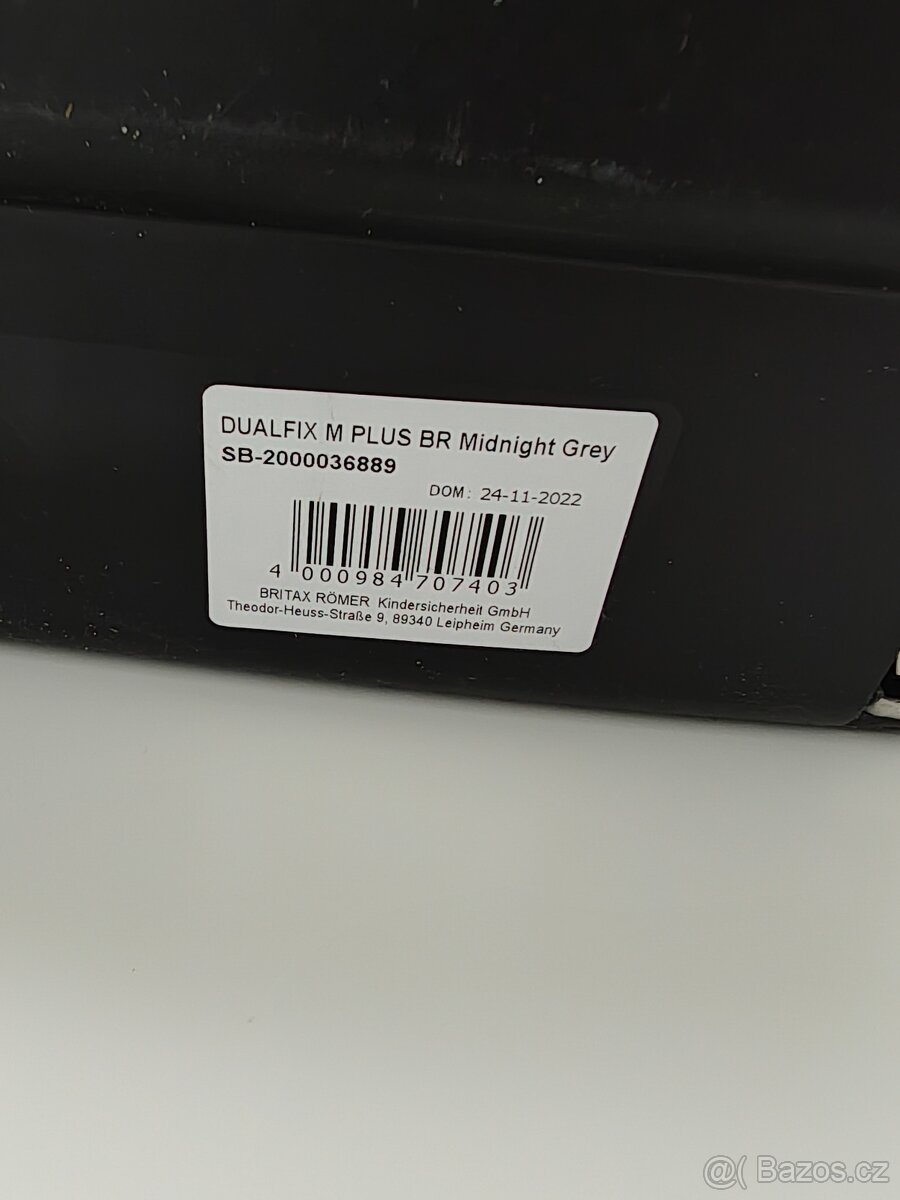 DUALFIX M PLUS BR Midnight Grey
SB-2000036889
DOM: 24-11-2022
4 000984 707403
BRITAX RÖMER Kindersicherheit GmbH
Theodor-Heuss-Straße 9, 89340 Leipheim Germany
@( Bazos.cz